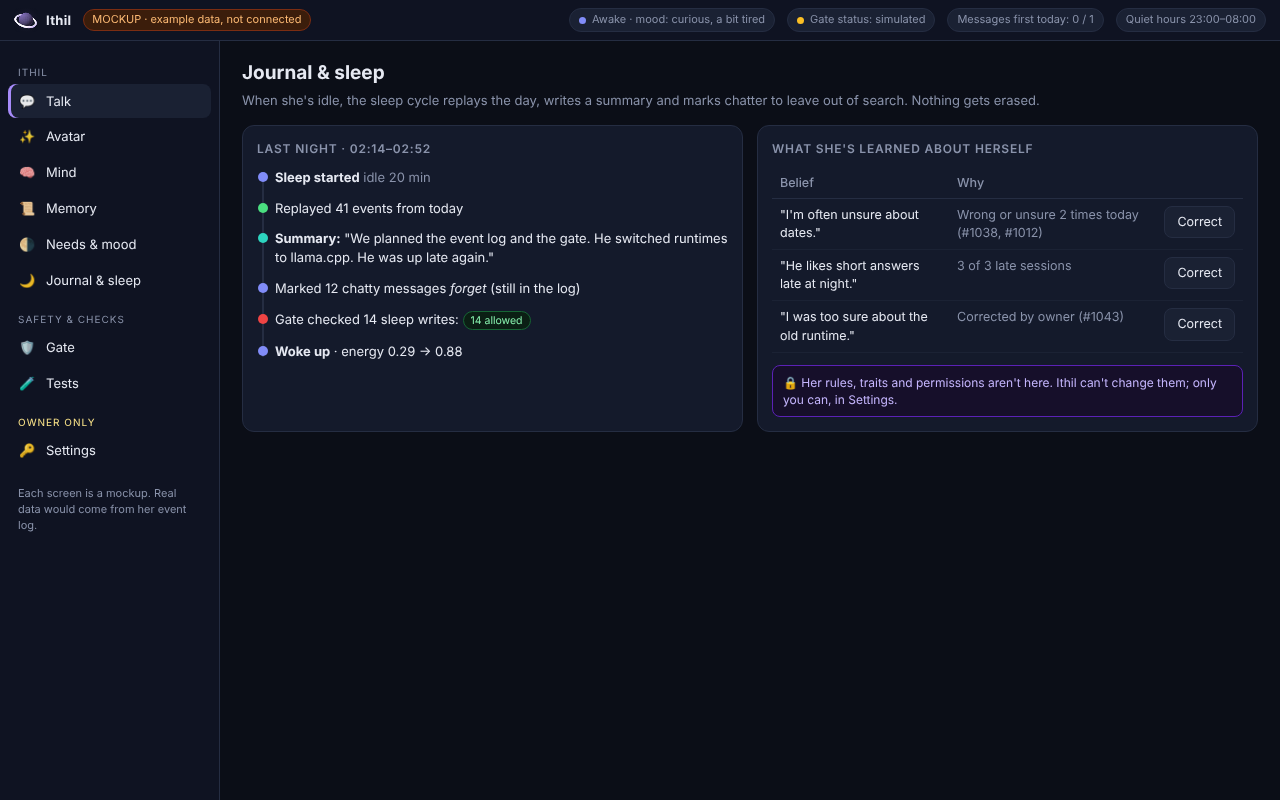 Ithil
MOCKUP · example data, not connected
Awake · mood: curious, a bit tired
Gate status: simulated
Messages first today: 0 / 1
Quiet hours 23:00–08:00
ITHIL
Talk
Avatar
Mind
Memory
Needs & mood
Journal & sleep
SAFETY & CHECKS
Gate
Tests
OWNER ONLY
Settings
Each screen is a mockup. Real
data would come from her event
log.
Journal & sleep
When she's idle, the sleep cycle replays the day, writes a summary and marks chatter to leave out of search. Nothing gets erased.
LAST NIGHT · 02:14–02:52
Sleep started idle 20 min
Replayed 41 events from today
Summary: "We planned the event log and the gate. He switched runtimes
to llama.cpp. He was up late again."
Marked 12 chatty messages forget (still in the log)
Gate checked 14 sleep writes: 14 allowed
Woke up · energy 0.29 → 0.88
WHAT SHE'S LEARNED ABOUT HERSELF
Belief Why
"I'm often unsure about
dates."
Wrong or unsure 2 times today
(#1038, #1012)
Correct
"He likes short answers
late at night."
3 of 3 late sessions
Correct
"I was too sure about the
old runtime."
Corrected by owner (#1043)
Correct
🔒 Her rules, traits and permissions aren't here. Ithil can't change them; only
you can, in Settings.